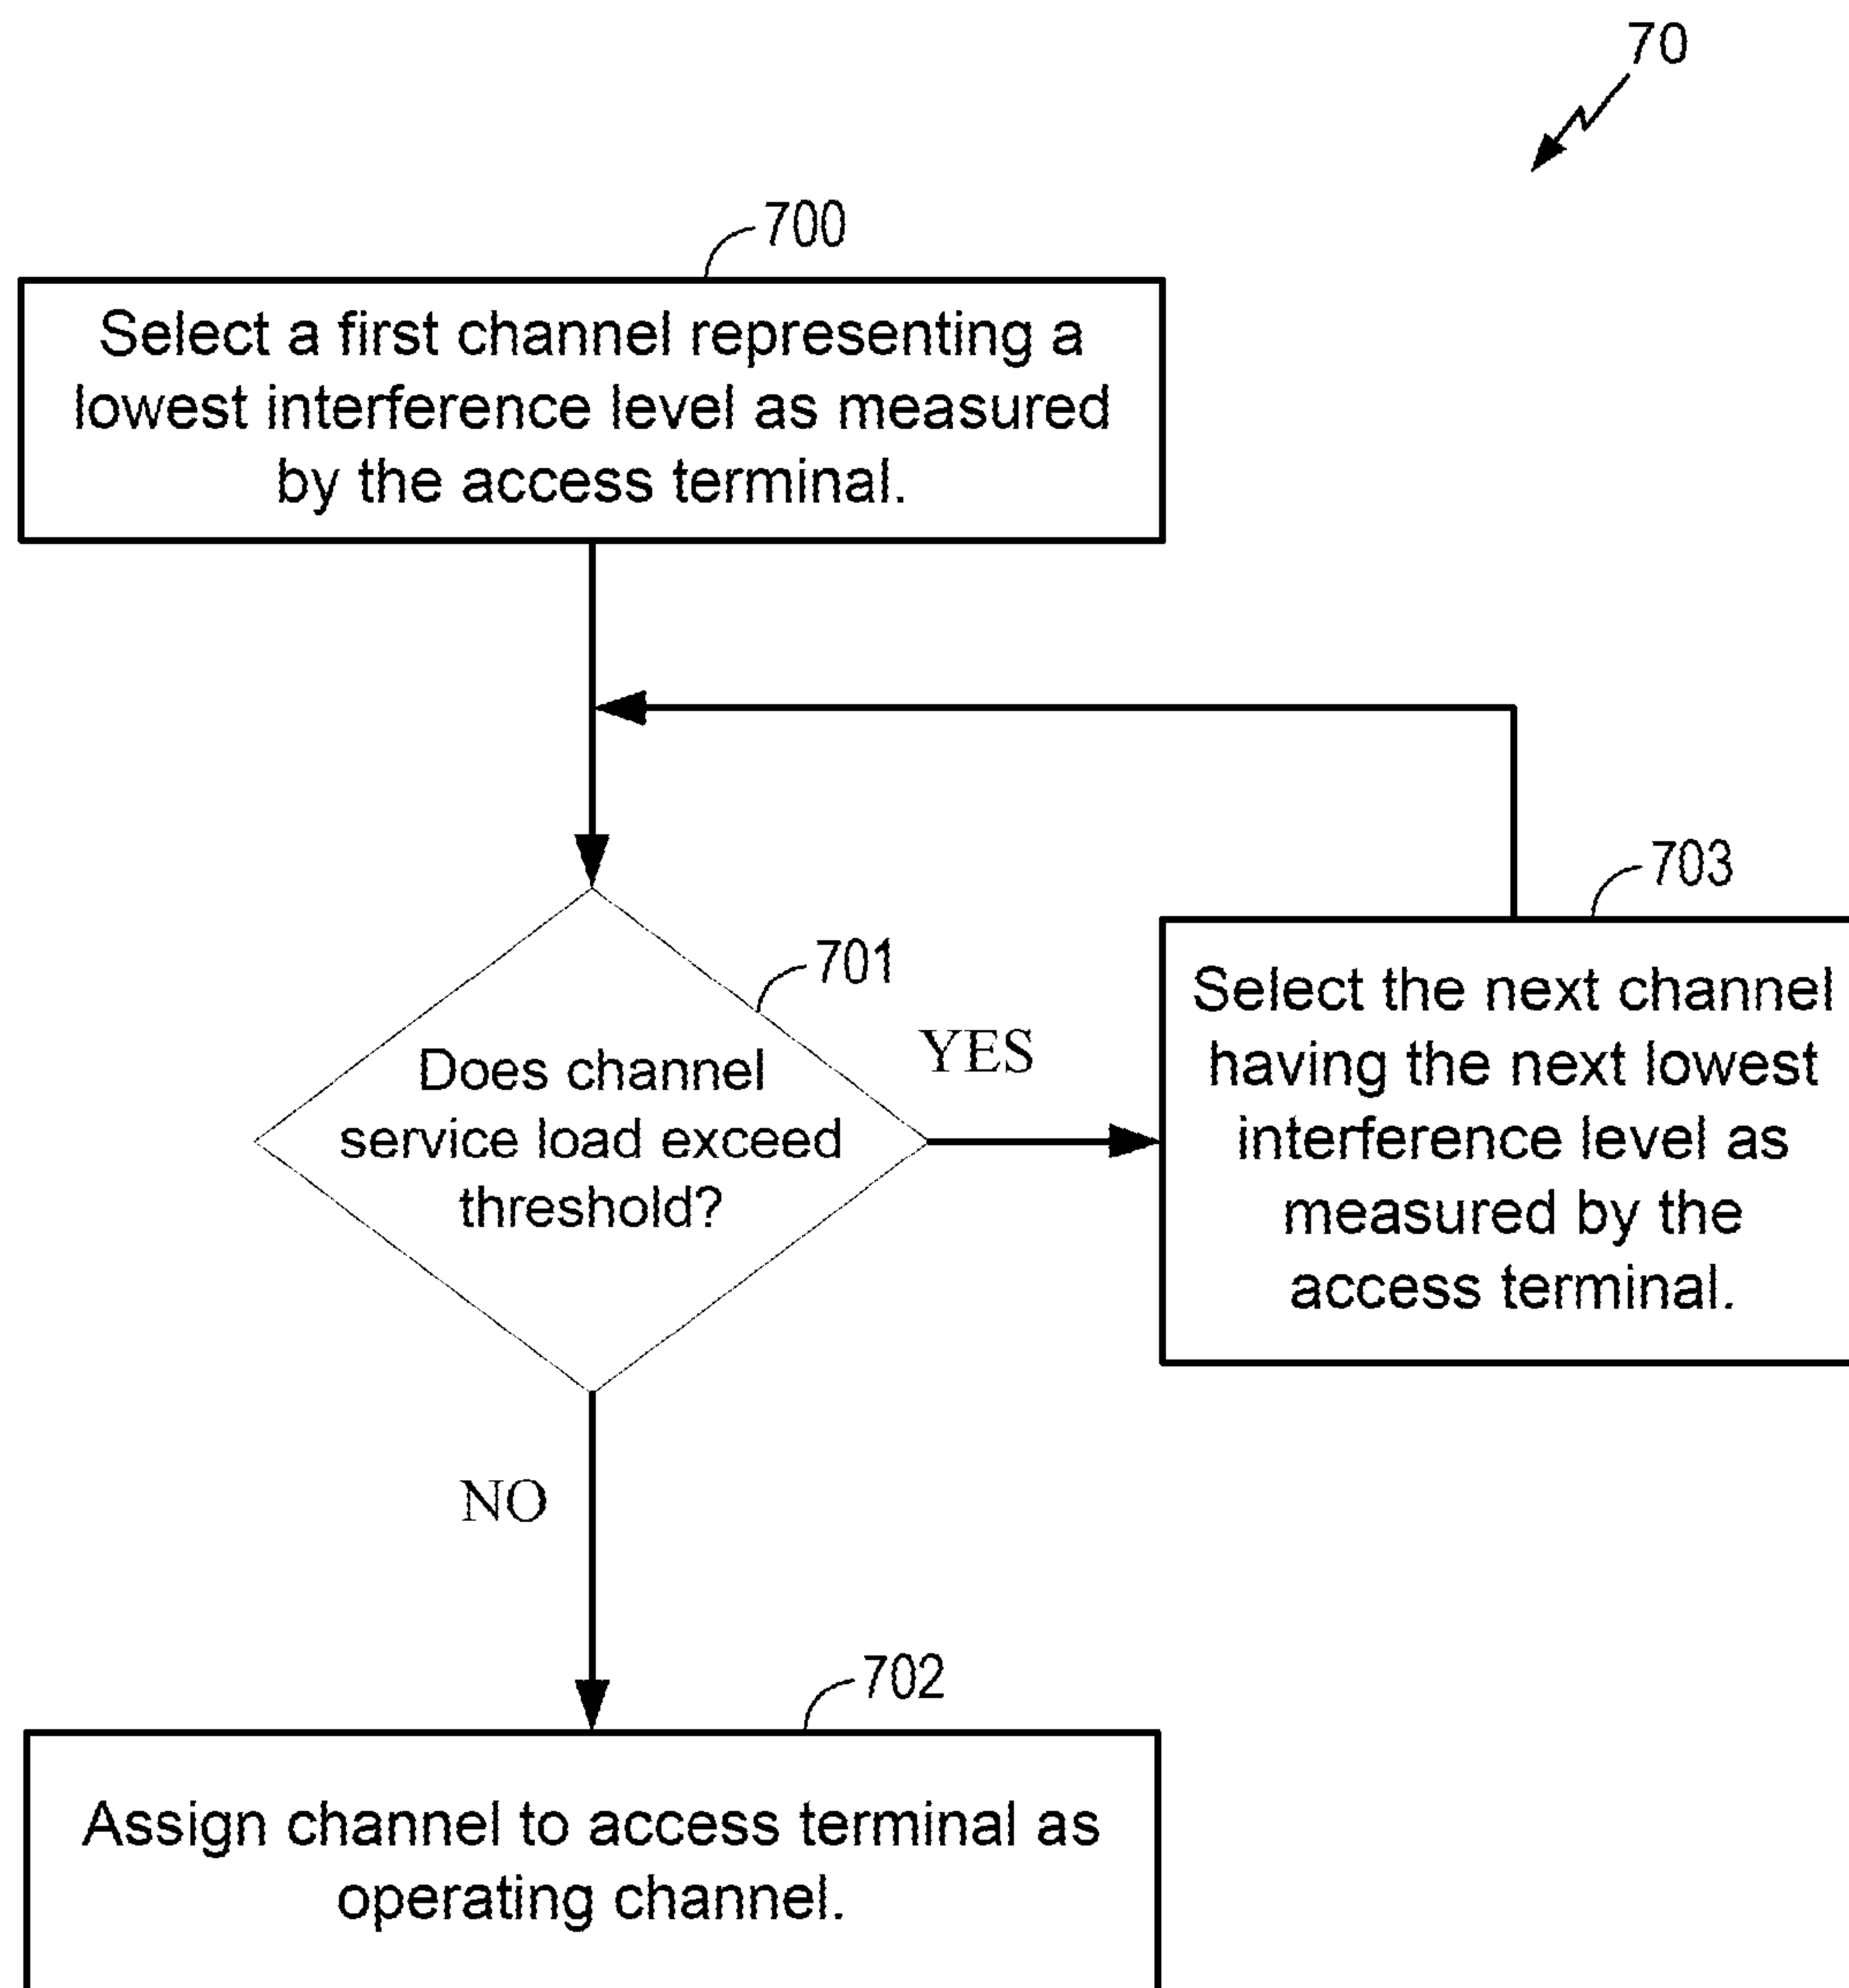 70
700
Select a first channel representing a
lowest interference level as measured
by the access terminal.
701
Does channel
service load exceed
threshold?
YES
703
Select the next channel
having the next lowest
interference level as
measured by the
access terminal.
NO
702
Assign channel to access terminal as
operating channel.